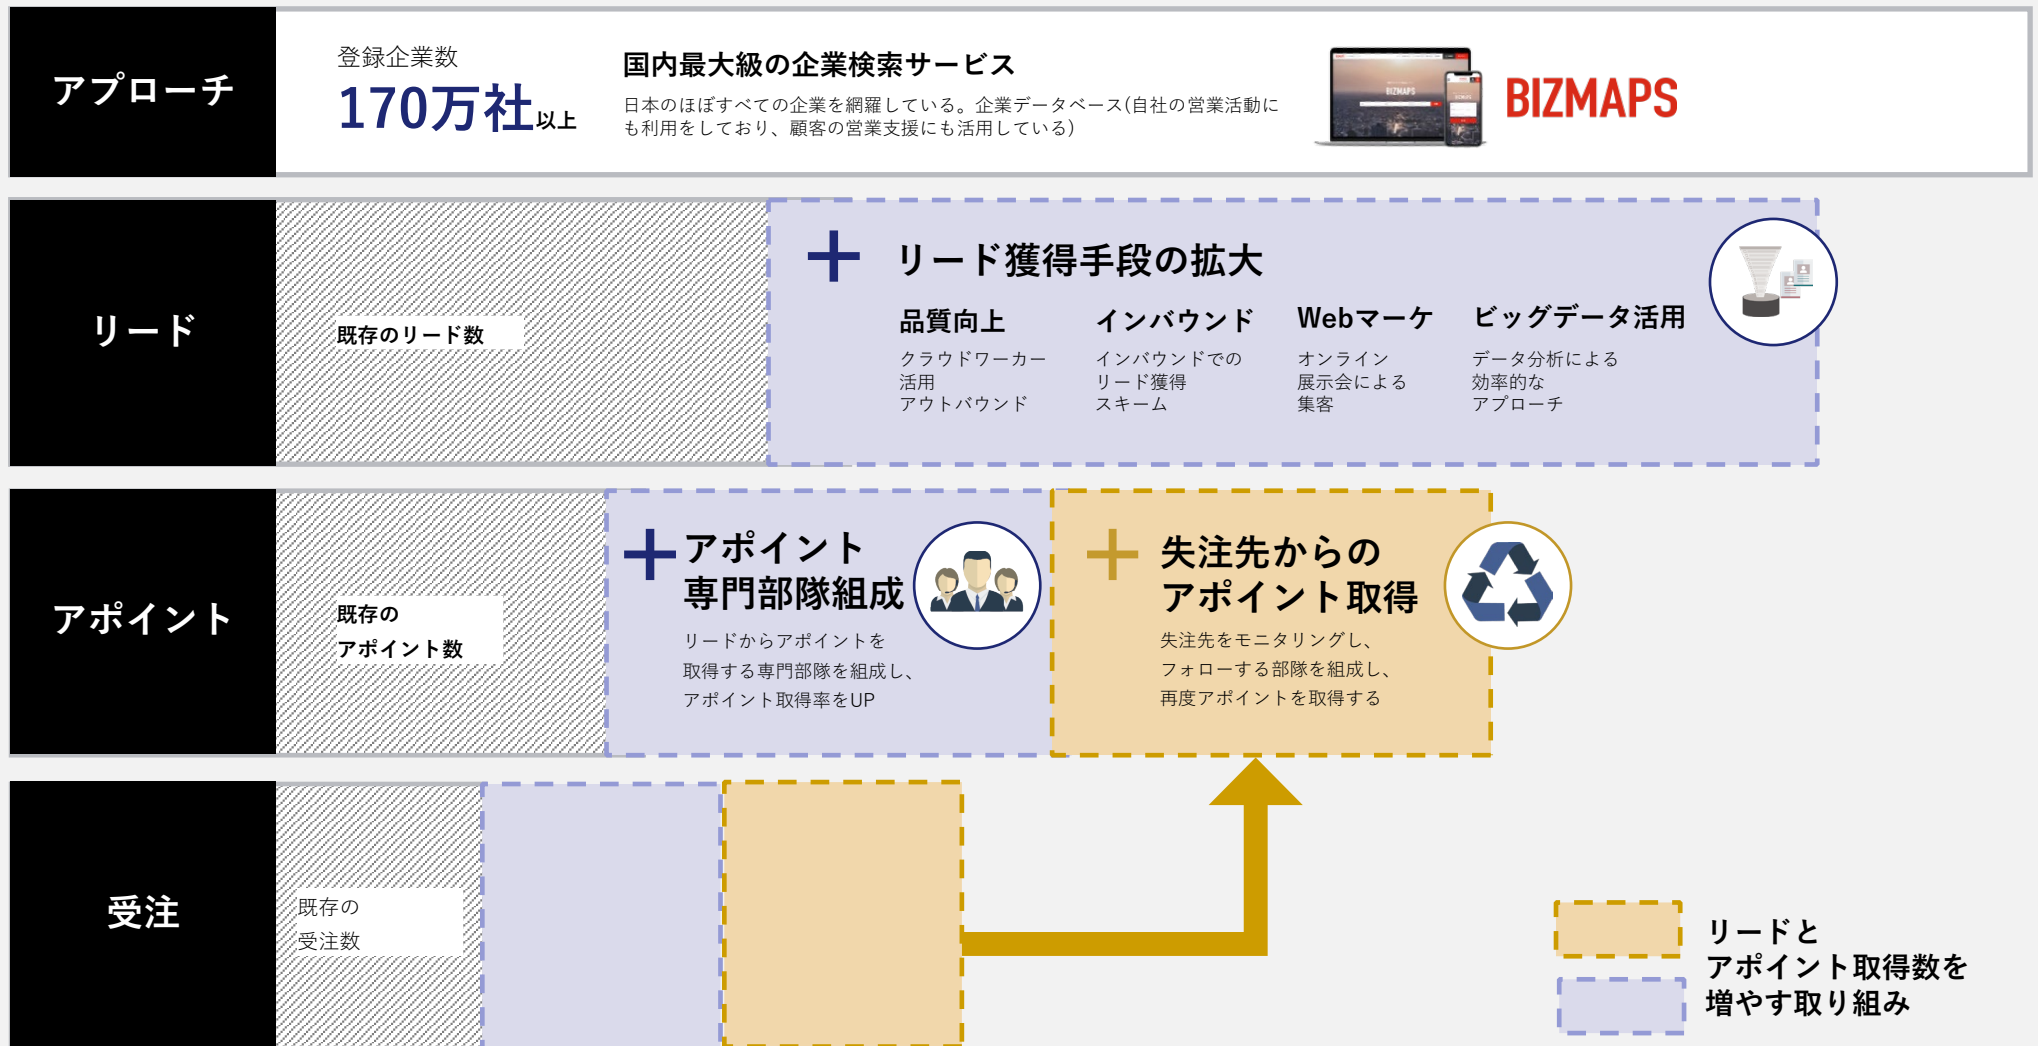 アプローチ
登録企業数
170万社以上
国内最大級の企業検索サービス
日本のほぼすべての企業を網羅している。企業データベース(自社の営業活動に
も利用をしており、顧客の営業支援にも活用している)
BIZMAPS
BIZMAPS
リード
既存のリード数
＋ リード獲得手段の拡大
品質向上
クラウドワーカー
活用
アウトバウンド
インバウンド
インバウンドでの
リード獲得
スキーム
Webマーケ
オンライン
展示会による
集客
ビッグデータ活用
データ分析による
効率的な
アプローチ
アポイント
既存の
アポイント数
＋ アポイント
専門部隊組成
リードからアポイントを
取得する専門部隊を組成し、
アポイント取得率をUP
＋ 失注先からの
アポイント取得
失注先をモニタリングし、
フォローする部隊を組成し、
再度アポイントを取得する
受注
既存の
受注数
リードと
アポイント取得数を
増やす取り組み